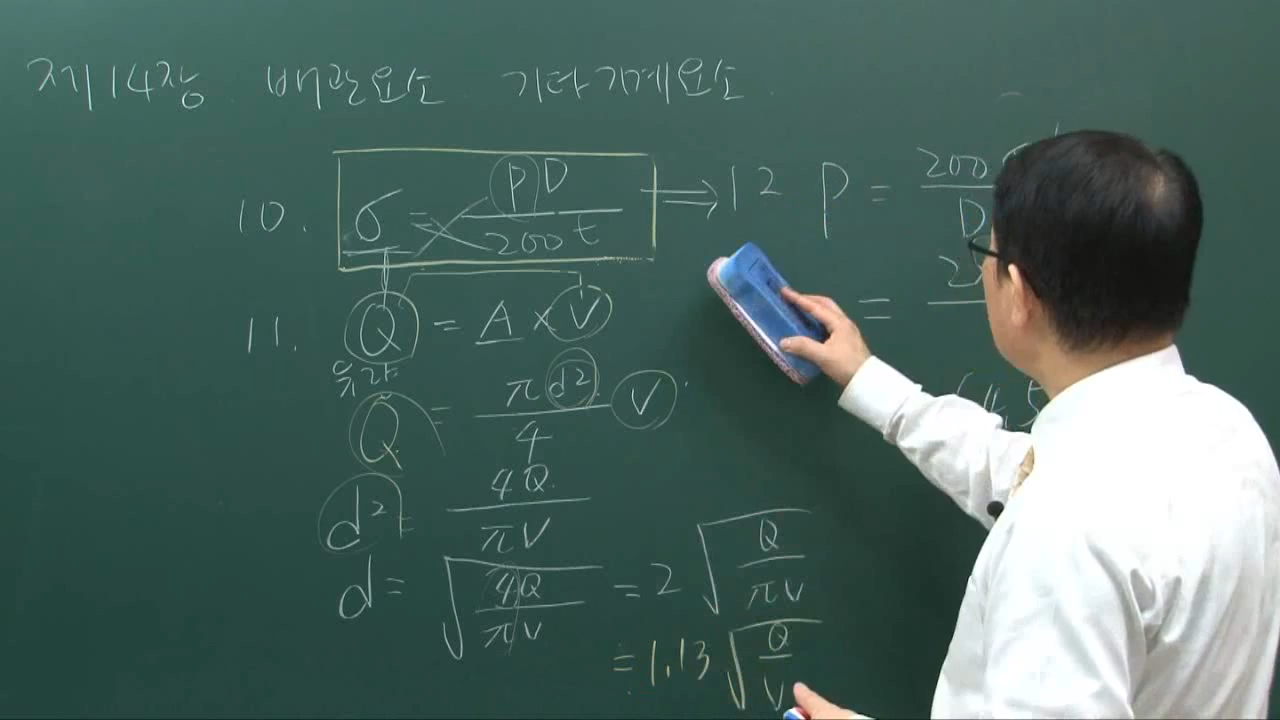 제14장 배관요소 기타기계요소
10. σ = PD / 200t ⇒ 12 P = 200 / D
=
11. Q = A × V
유량
Q = πd² / 4 V
d² = 4Q / πV
d = √(4Q / πV) = 2 √(Q / πV)
= 1.13 √(Q / V)